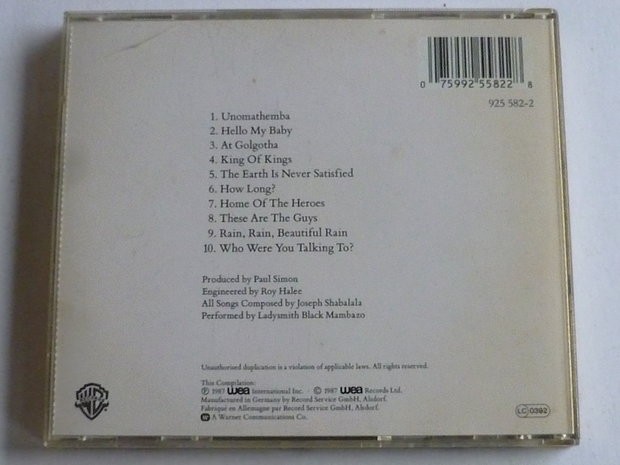 0 75992 55822 8
925 582-2
1. Unomathemba
2. Hello My Baby
3. At Golgotha
4. King Of Kings
5. The Earth Is Never Satisfied
6. How Long?
7. Home Of The Heroes
8. These Are The Guys
9. Rain, Rain, Beautiful Rain
10. Who Were You Talking To?
Produced by Paul Simon
Engineered by Roy Halee
All Songs Composed by Joseph Shabalala
Performed by Ladysmith Black Mambazo
Unauthorised duplication is a violation of applicable laws. All rights reserved.
This Compilation:
℗ 1987 wea International Inc. · © 1987 wea Records Ltd.
Manufactured in Germany by Record Service GmbH, Alsdorf.
Fabriqué en Allemagne par Record Service GmbH, Alsdorf.
A Warner Communications Co.
LC 0392